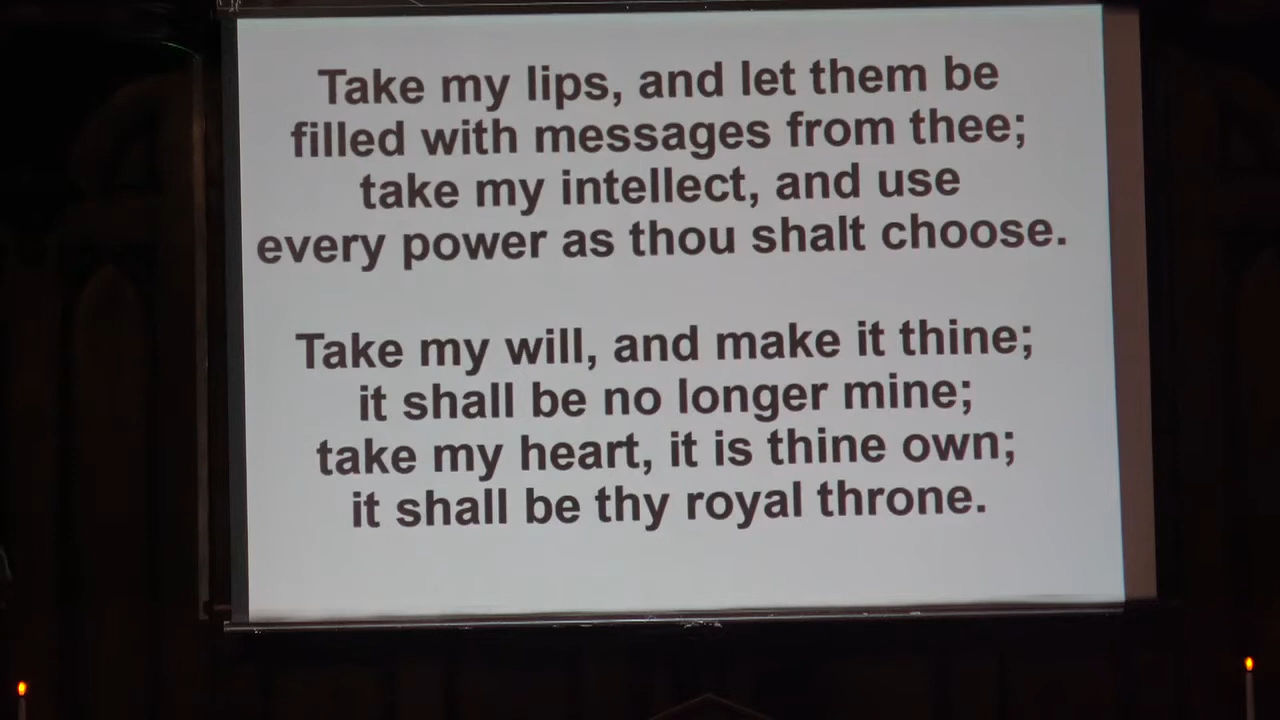 Take my lips, and let them be
filled with messages from thee;
take my intellect, and use
every power as thou shalt choose.
Take my will, and make it thine;
it shall be no longer mine;
take my heart, it is thine own;
it shall be thy royal throne.